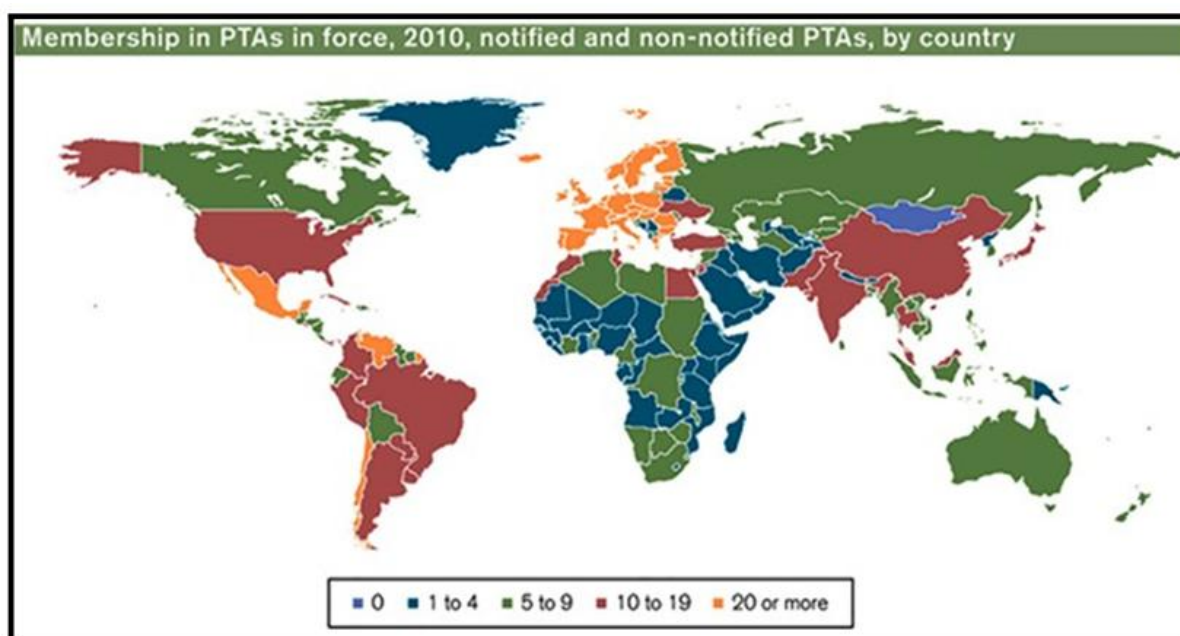 Membership in PTAs in force, 2010, notified and non-notified PTAs, by country
0 1 to 4 5 to 9 10 to 19 20 or more